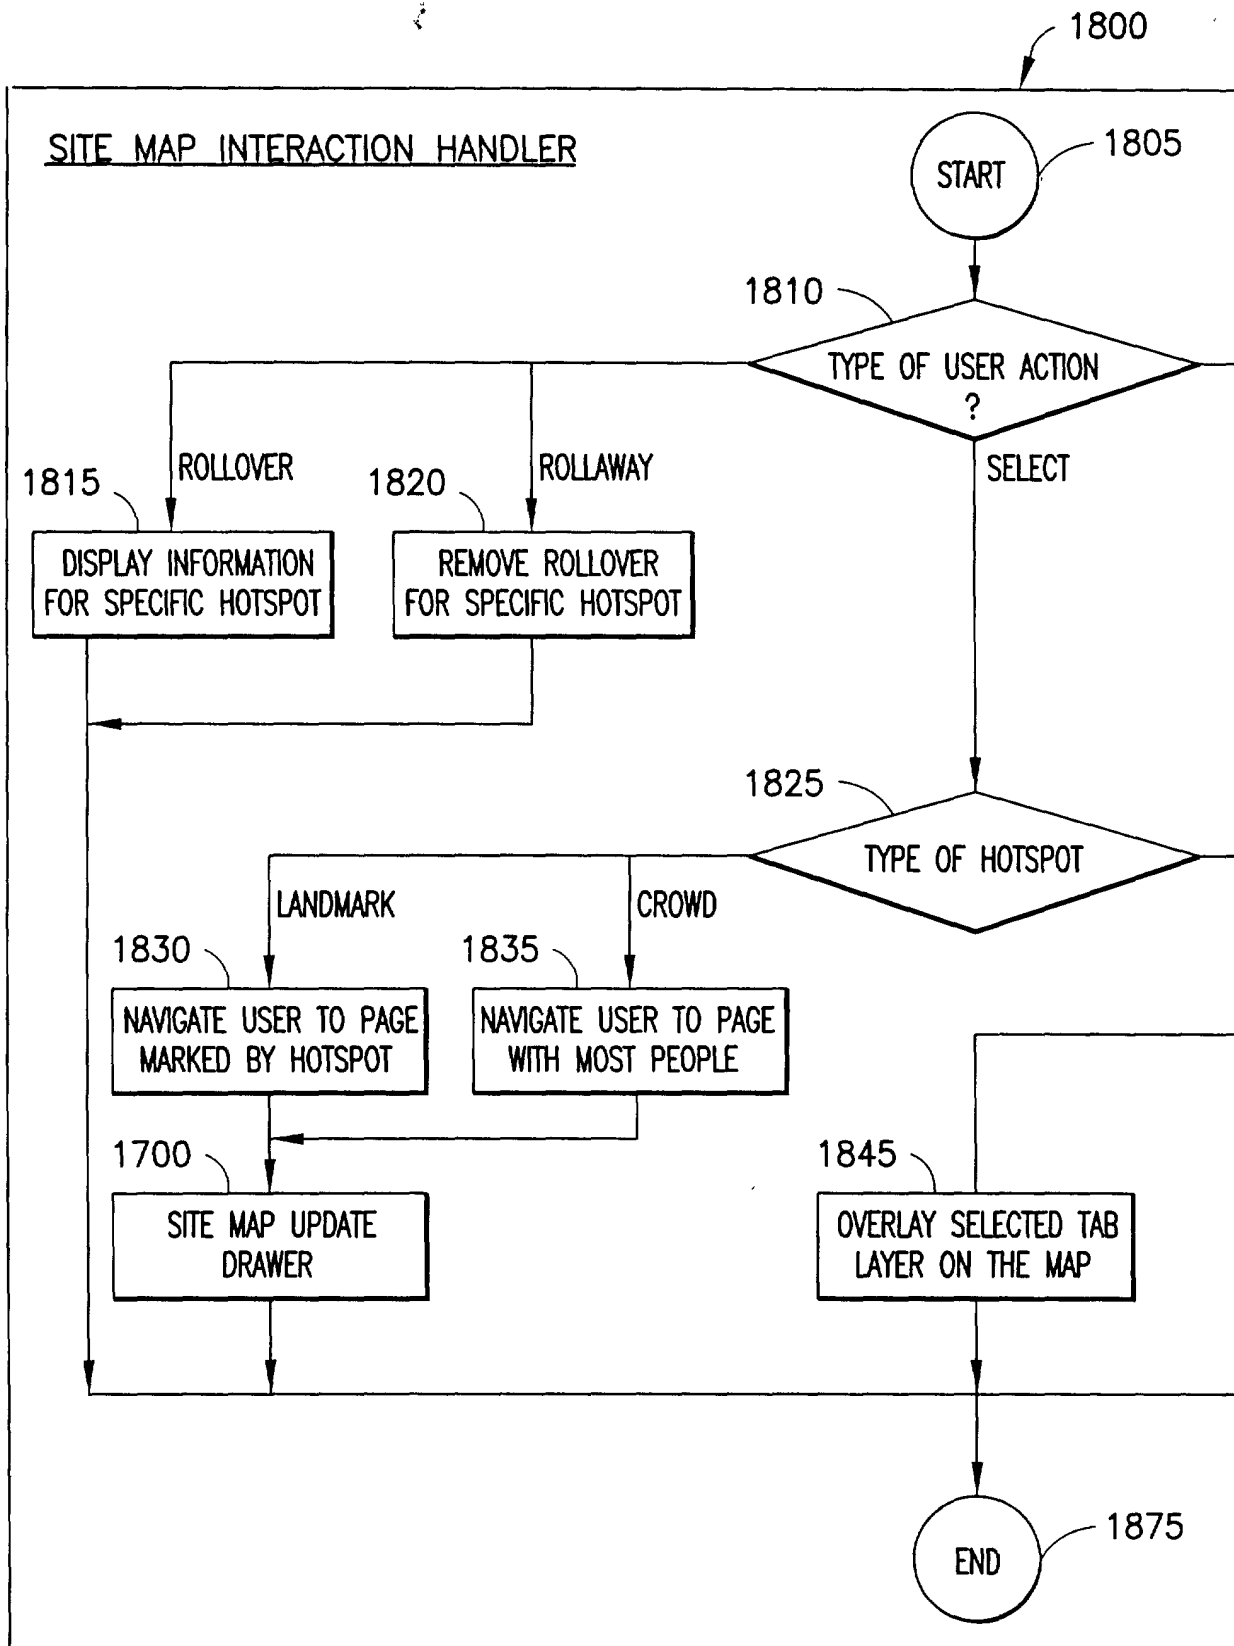 1800
SITE MAP INTERACTION HANDLER
START
1805
1810
TYPE OF USER ACTION
?
ROLLOVER
ROLLAWAY
SELECT
1815
1820
DISPLAY INFORMATION
FOR SPECIFIC HOTSPOT
REMOVE ROLLOVER
FOR SPECIFIC HOTSPOT
1825
TYPE OF HOTSPOT
LANDMARK
CROWD
1830
1835
NAVIGATE USER TO PAGE
MARKED BY HOTSPOT
NAVIGATE USER TO PAGE
WITH MOST PEOPLE
1700
1845
SITE MAP UPDATE
DRAWER
OVERLAY SELECTED TAB
LAYER ON THE MAP
END
1875